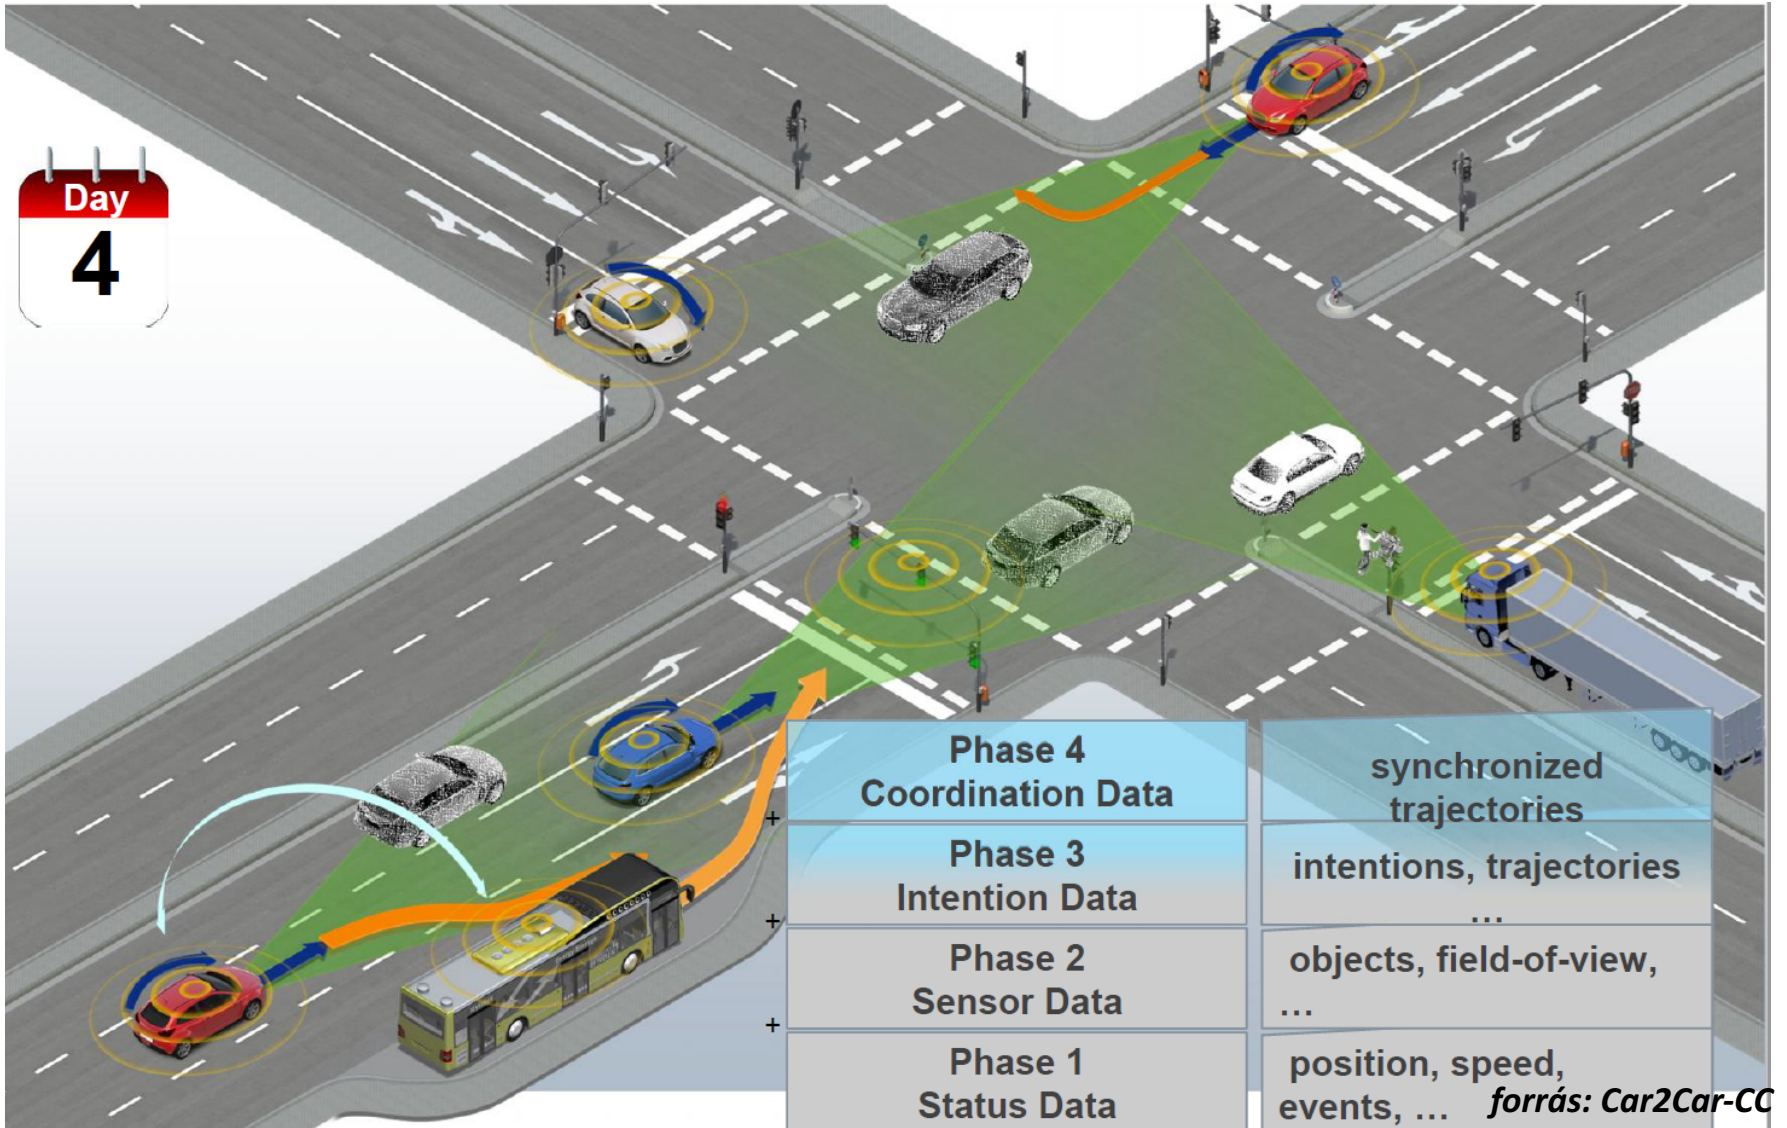 Day
4
Phase 4
Coordination Data
synchronized
trajectories
+
Phase 3
Intention Data
intentions, trajectories
...
+
Phase 2
Sensor Data
objects, field-of-view,
...
+
Phase 1
Status Data
position, speed,
events, ...
forrás: Car2Car-CC